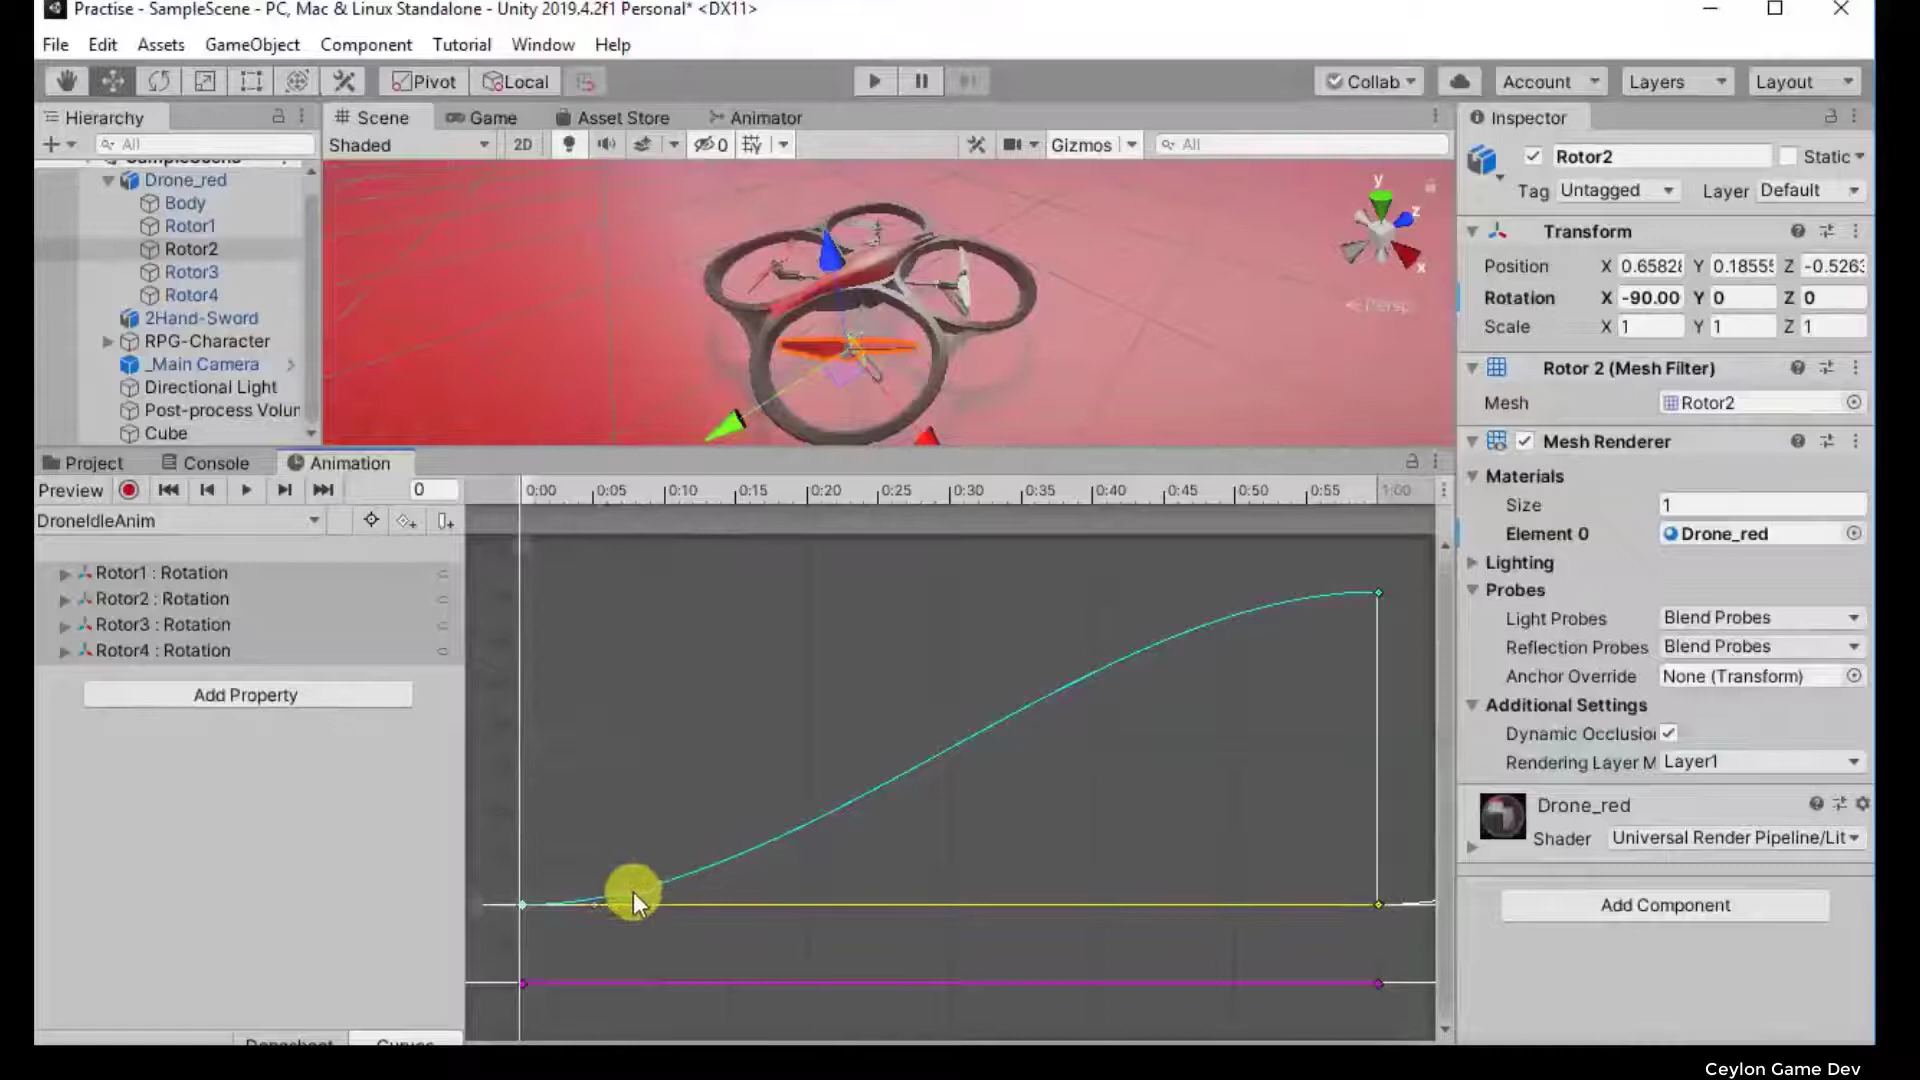 Practise - SampleScene - PC, Mac & Linux Standalone - Unity 2019.4.2f1 Personal* <DX11>
File Edit Assets GameObject Component Tutorial Window Help
Pivot Local Collab Account Layers Layout
Hierarchy Scene Game Asset Store Animator Inspector
All Shaded 2D 0 Gizmos All
Rotor2 Static
Tag Untagged Layer Default
SampleScene
Drone_red
Body
Rotor1
Rotor2
Rotor3
Rotor4
2Hand-Sword
RPG-Character
_Main Camera
Directional Light
Post-process Volun
Cube
y
z
x
Persp
Transform
Position X 0.6582 Y 0.1855 Z -0.526
Rotation X -90.00 Y 0 Z 0
Scale X 1 Y 1 Z 1
Rotor 2 (Mesh Filter)
Mesh Rotor2
Mesh Renderer
Materials
Size 1
Element 0 Drone_red
Lighting
Probes
Light Probes Blend Probes
Reflection Probes Blend Probes
Anchor Override None (Transform)
Additional Settings
Dynamic Occlusio
Rendering Layer M Layer1
Drone_red
Shader Universal Render Pipeline/Lit
Add Component
Project Console Animation
Preview 0 0:00 0:05 0:10 0:15 0:20 0:25 0:30 0:35 0:40 0:45 0:50 0:55 1:00
DroneIdleAnim
Rotor1 : Rotation
Rotor2 : Rotation
Rotor3 : Rotation
Rotor4 : Rotation
Add Property
Dopesheet Curves
Ceylon Game Dev